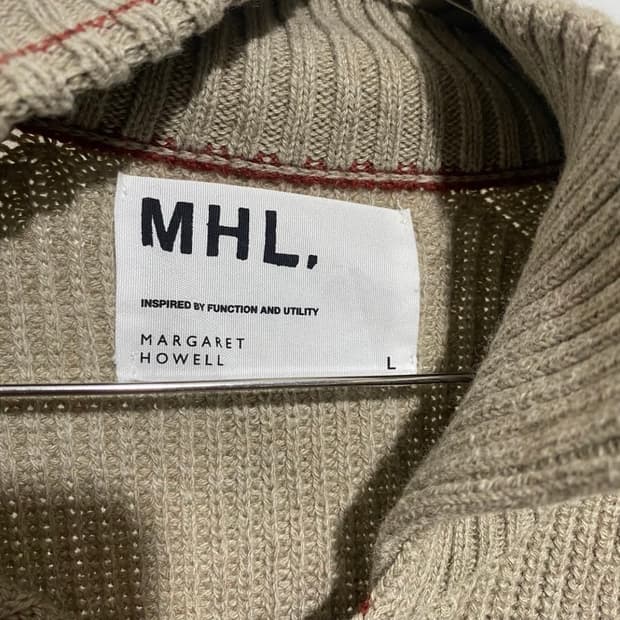 MHL,
INSPIRED BY FUNCTION AND UTILITY
MARGARET
HOWELL
L